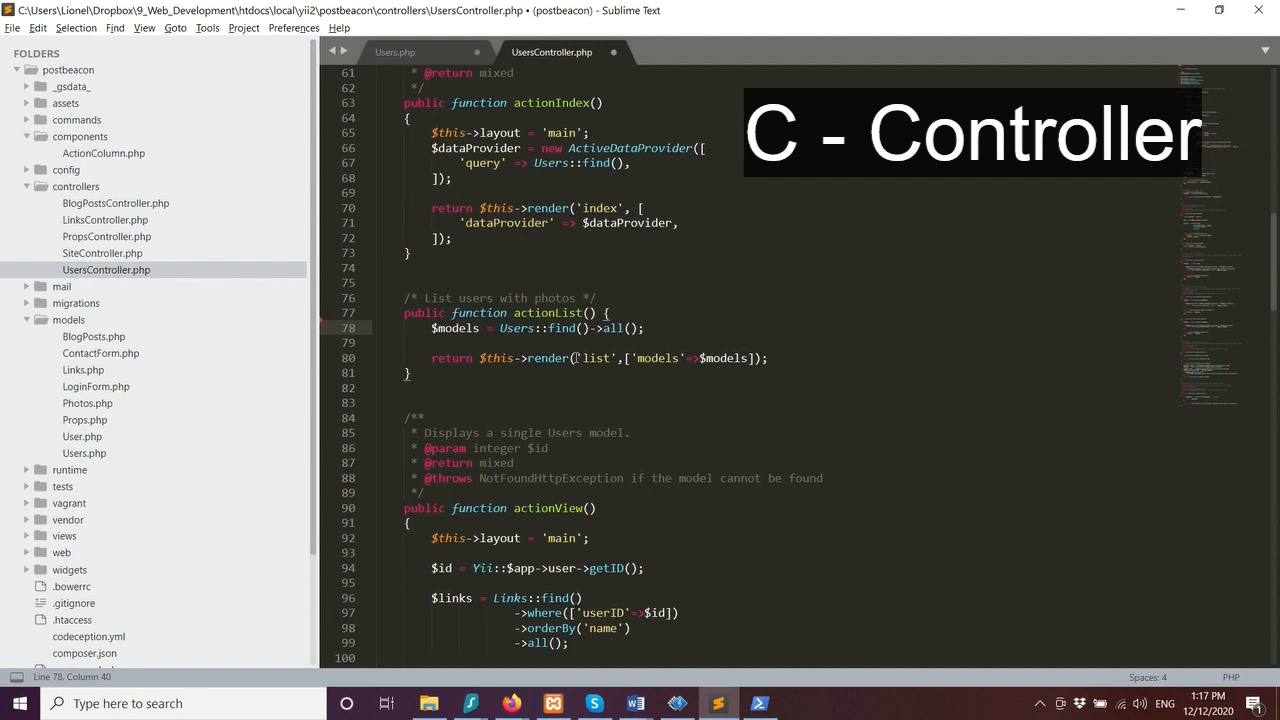 C:\Users\Lionel\Dropbox\9_Web_Development\htdocs\local\yii2\postbeacon\controllers\UsersController.php • (postbeacon) - Sublime Text
File Edit Selection Find View Goto Tools Project Preferences Help
FOLDERS
postbeacon
_gsdata_
assets
commands
components
ActionColumn.php
config
controllers
BlogPostsController.php
LinksController.php
PropsController.php
SiteController.php
UsersController.php
mail
migrations
models
BlogPosts.php
ContactForm.php
Links.php
LoginForm.php
Photos.php
Props.php
User.php
Users.php
runtime
tests
vagrant
vendor
views
web
widgets
.bowerrc
.gitignore
.htaccess
codeception.yml
composer.json
Users.php
UsersController.php
C - Controller
61 * @return mixed
62 */
63 public function actionIndex()
64 {
65 $this->layout = 'main';
66 $dataProvider = new ActiveDataProvider([
67 'query' => Users::find(),
68 ]);
69
70 return $this->render('index', [
71 'dataProvider' => $dataProvider,
72 ]);
73 }
74
75
76 /* List users with photos */
77 public function actionList() {
78 $models = Users::find()->all();
79
80 return $this->render('list',['models'=>$models]);
81 }
82
83
84 /**
85 * Displays a single Users model.
86 * @param integer $id
87 * @return mixed
88 * @throws NotFoundHttpException if the model cannot be found
89 */
90 public function actionView()
91 {
92 $this->layout = 'main';
93
94 $id = Yii::$app->user->getID();
95
96 $links = Links::find()
97 ->where(['userID'=>$id])
98 ->orderBy('name')
99 ->all();
100
Line 78, Column 40
Spaces: 4
PHP
Type here to search
ENG
1:17 PM
12/12/2020